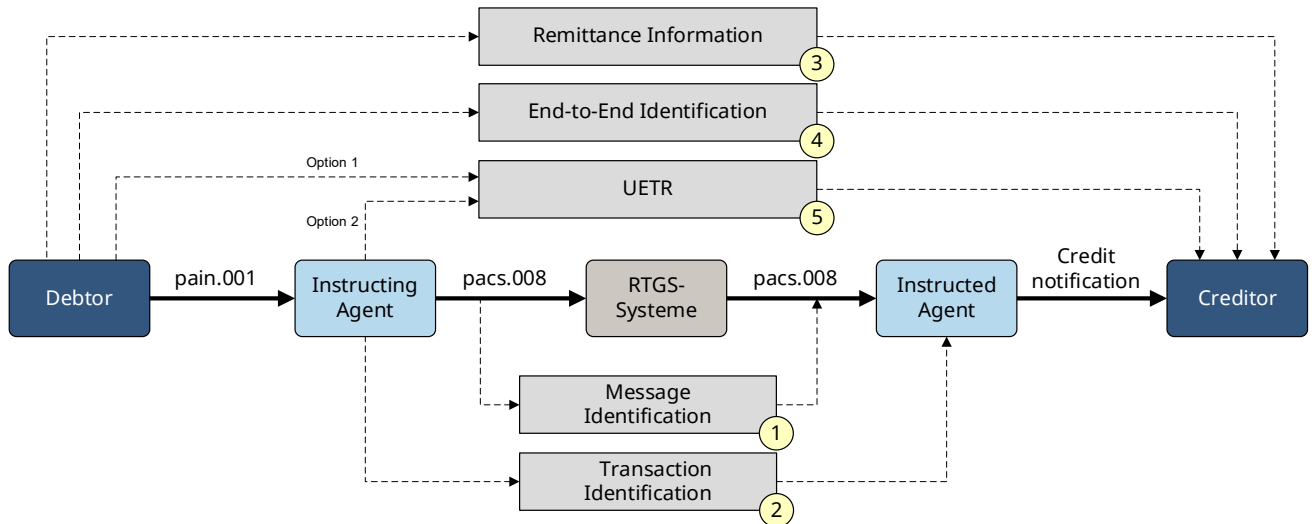 Remittance Information
3
End-to-End Identification
4
Option 1
UETR
5
Option 2
Debtor
pain.001
Instructing
Agent
pacs.008
RTGS-
Systeme
pacs.008
Instructed
Agent
Credit
notification
Creditor
Message
Identification
1
Transaction
Identification
2